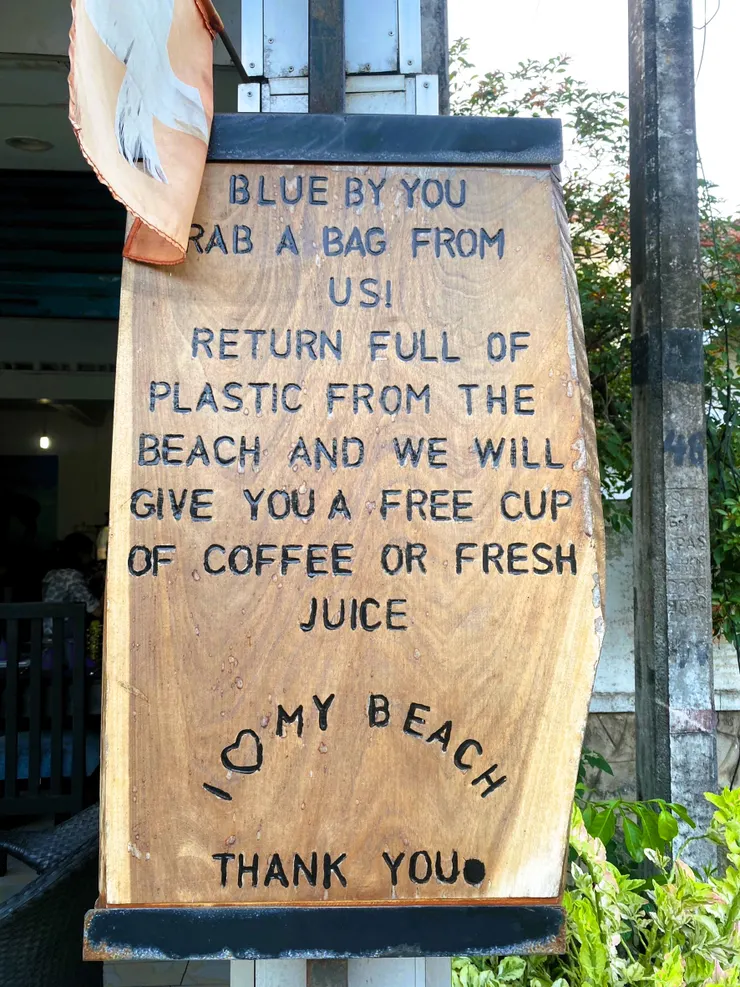 BLUE BY YOU
RAB A BAG FROM
US!
RETURN FULL OF
PLASTIC FROM THE
BEACH AND WE WILL
GIVE YOU A FREE CUP
OF COFFEE OR FRESH
JUICE
I ♡ MY BEACH
THANK YOU.
46